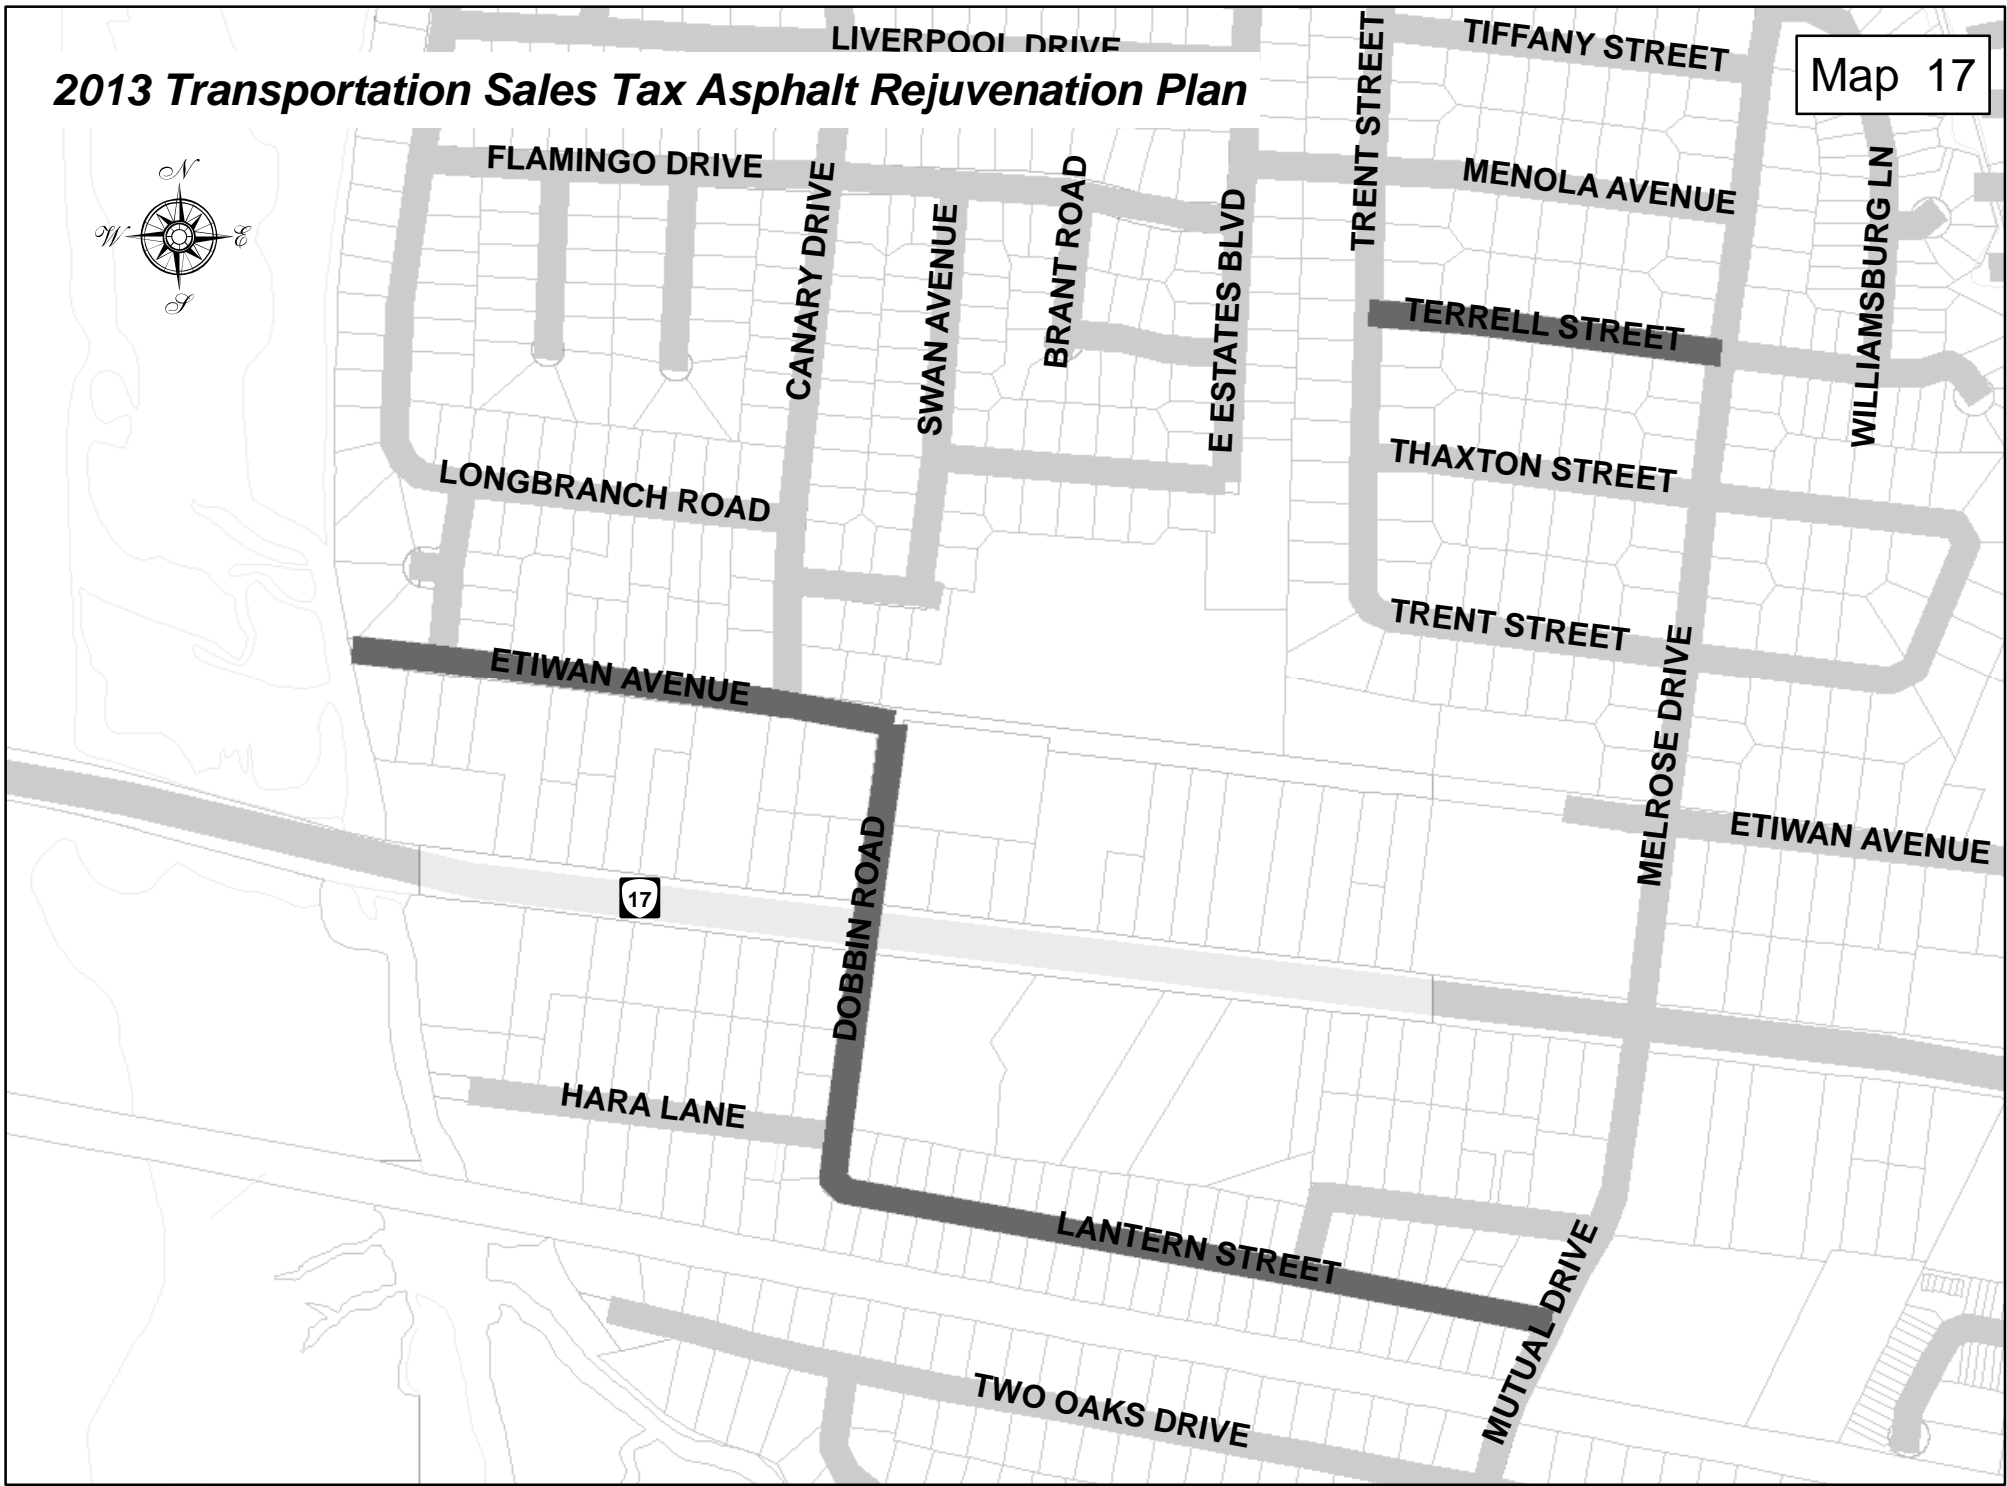 LIVERPOOL DRIVE
TIFFANY STREET
2013 Transportation Sales Tax Asphalt Rejuvenation Plan
Map 17
TRENT STREET
FLAMINGO DRIVE
MENOLA AVENUE
N
W
E
S
CANARY DRIVE
SWAN AVENUE
BRANT ROAD
E ESTATES BLVD
WILLIAMSBURG LN
TERRELL STREET
LONGBRANCH ROAD
THAXTON STREET
TRENT STREET
ETIWAN AVENUE
MELROSE DRIVE
ETIWAN AVENUE
17
DOBBIN ROAD
HARA LANE
LANTERN STREET
MUTUAL DRIVE
TWO OAKS DRIVE